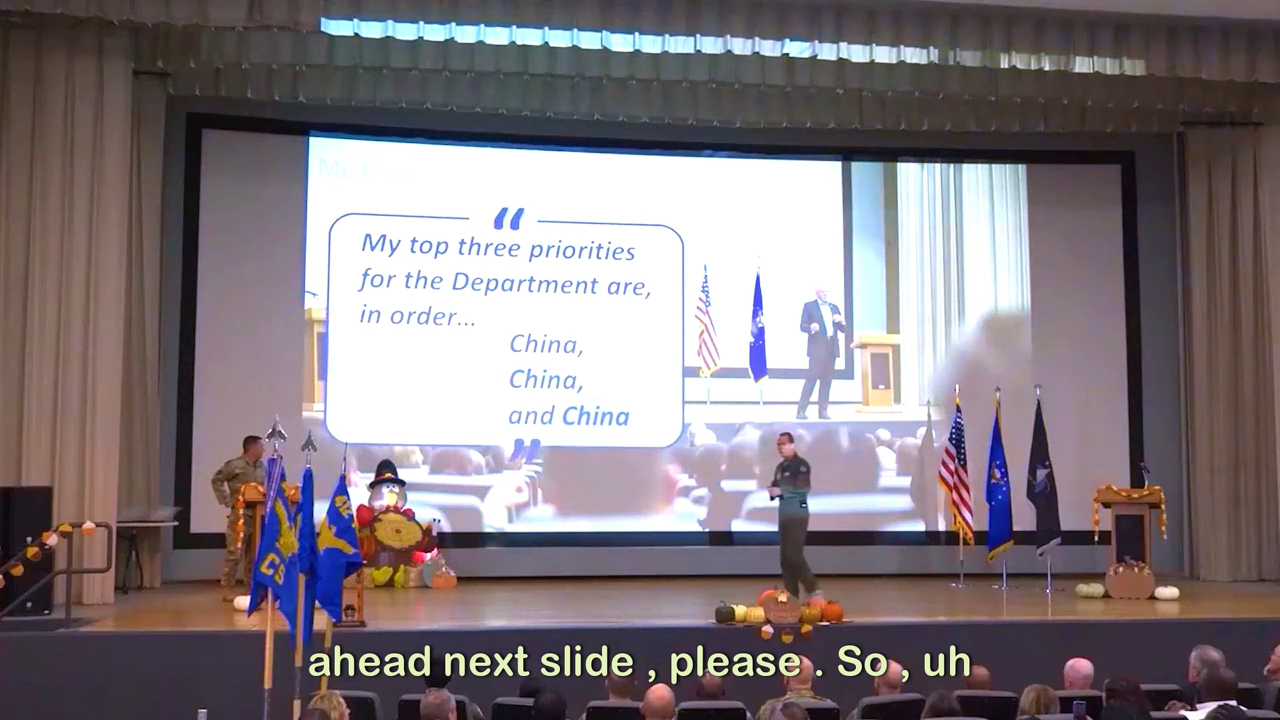 “
My top three priorities
for the Department are,
in order...
China,
China,
and China
”
CS
ahead next slide , please . So , uh